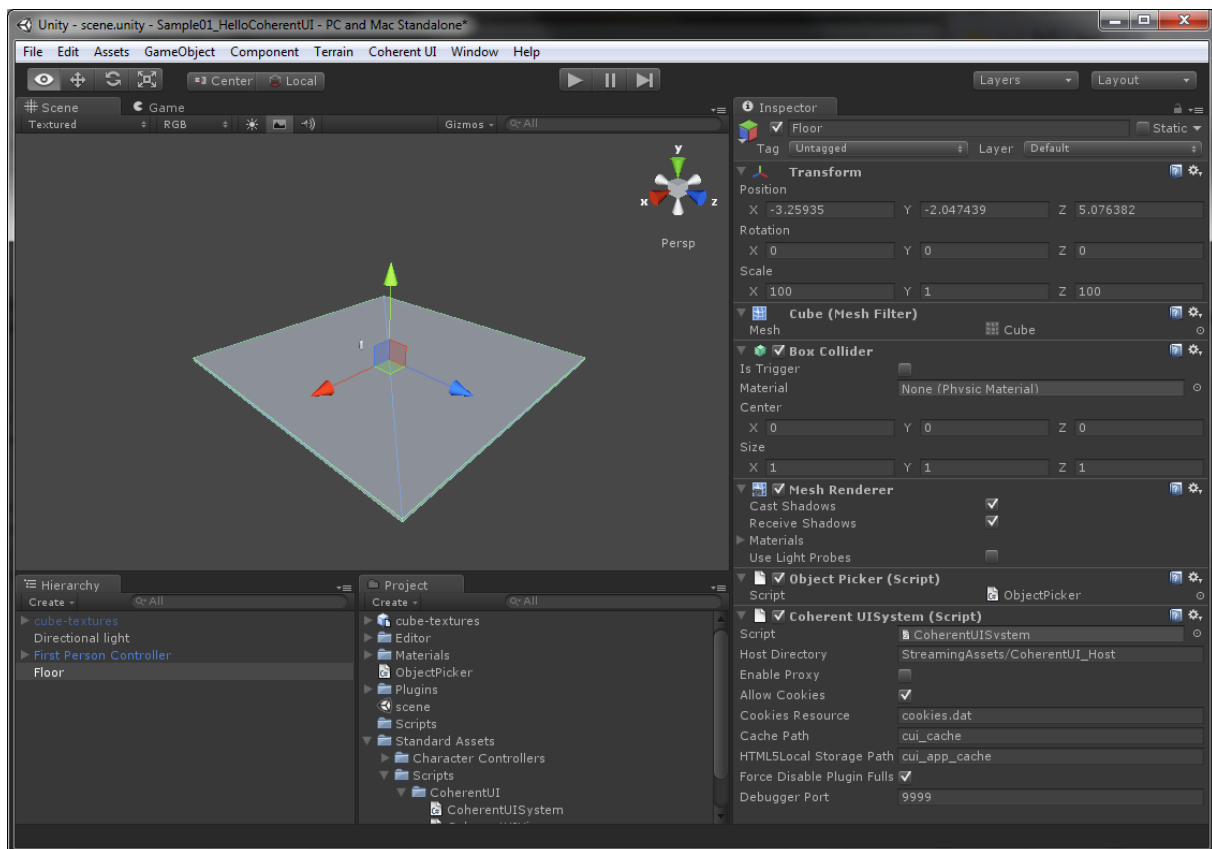 Unity - scene.unity - Sample01_HelloCoherentUI - PC and Mac Standalone*
File Edit Assets GameObject Component Terrain Coherent UI Window Help
Center Local
Layers Layout
Scene Game
Textured RGB Gizmos All
y
x z
Persp
Inspector
Floor Static
Tag Untagged Layer Default
Transform
Position
X -3.25935 Y -2.047439 Z 5.076382
Rotation
X 0 Y 0 Z 0
Scale
X 100 Y 1 Z 100
Cube (Mesh Filter)
Mesh Cube
Box Collider
Is Trigger
Material None (Physic Material)
Center
X 0 Y 0 Z 0
Size
X 1 Y 1 Z 1
Mesh Renderer
Cast Shadows
Receive Shadows
Materials
Use Light Probes
Object Picker (Script)
Script ObjectPicker
Coherent UISystem (Script)
Script CoherentUISystem
Host Directory StreamingAssets/CoherentUI_Host
Enable Proxy
Allow Cookies
Cookies Resource cookies.dat
Cache Path cui_cache
HTML5Local Storage Path cui_app_cache
Force Disable Plugin Fulls
Debugger Port 9999
Hierarchy
Create All
cube-textures
Directional light
First Person Controller
Floor
Project
Create All
cube-textures
Editor
Materials
ObjectPicker
Plugins
scene
Scripts
Standard Assets
Character Controllers
Scripts
CoherentUI
CoherentUISystem